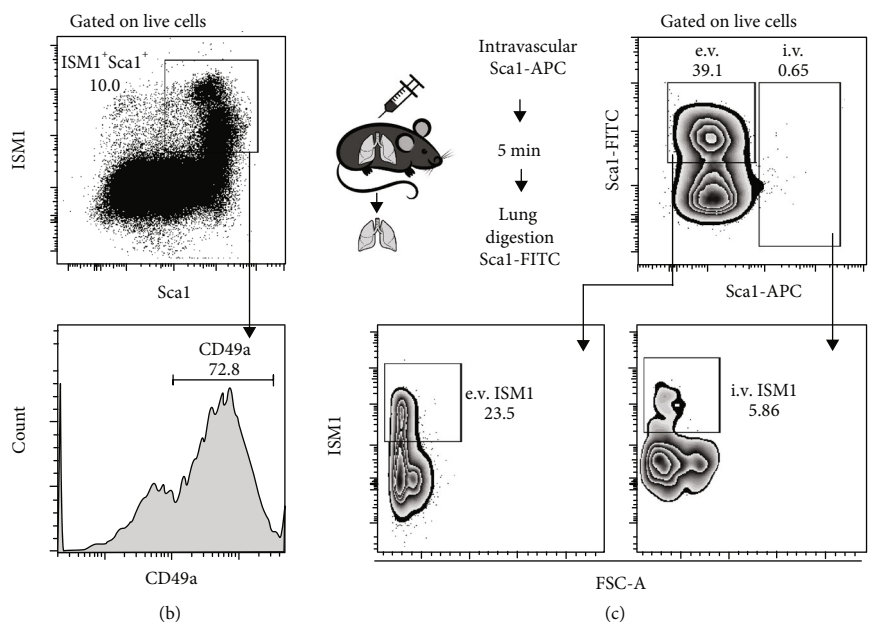 Gated on live cells
ISM1+Sca1+
10.0
ISM1
Sca1
CD49a
72.8
Count
CD49a
(b)
Intravascular
Sca1-APC
5 min
Lung
digestion
Sca1-FITC
Gated on live cells
e.v.
39.1
i.v.
0.65
Sca1-FITC
Sca1-APC
ISM1
e.v. ISM1
23.5
i.v. ISM1
5.86
FSC-A
(c)